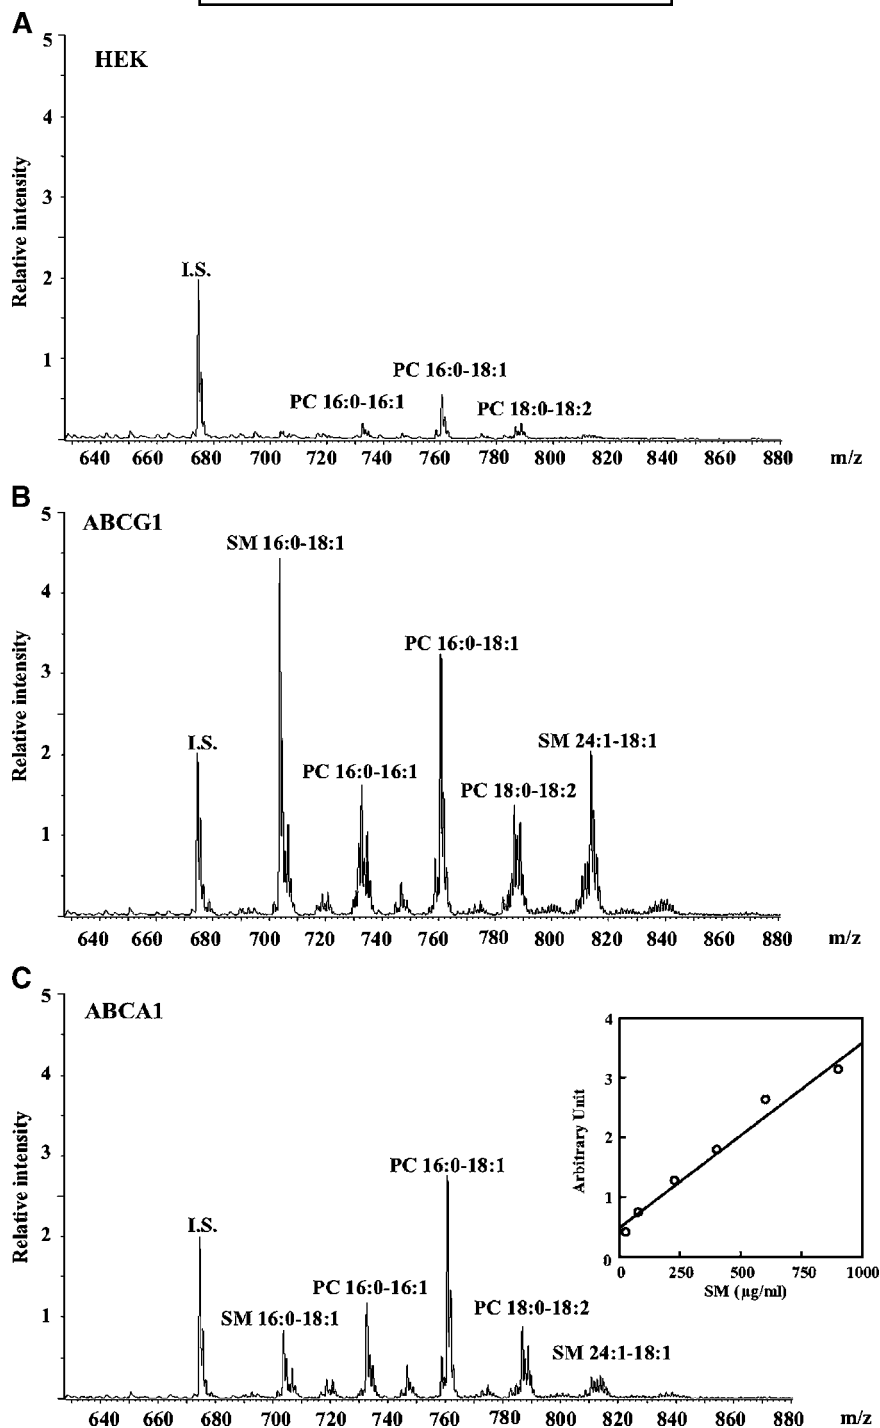 A
HEK
5
4
3
2
1
Relative intensity
I.S.
PC 16:0-16:1
PC 16:0-18:1
PC 18:0-18:2
640 660 680 700 720 740 760 780 800 820 840 860 880 m/z
B
ABCG1
5
4
3
2
1
Relative intensity
I.S.
SM 16:0-18:1
PC 16:0-16:1
PC 16:0-18:1
PC 18:0-18:2
SM 24:1-18:1
640 660 680 700 720 740 760 780 800 820 840 860 880 m/z
C
ABCA1
5
4
3
2
1
Relative intensity
I.S.
SM 16:0-18:1
PC 16:0-16:1
PC 16:0-18:1
PC 18:0-18:2
SM 24:1-18:1
640 660 680 700 720 740 760 780 800 820 840 860 880 m/z
4
3
2
1
0
Arbitrary Unit
0 250 500 750 1000
SM (µg/ml)